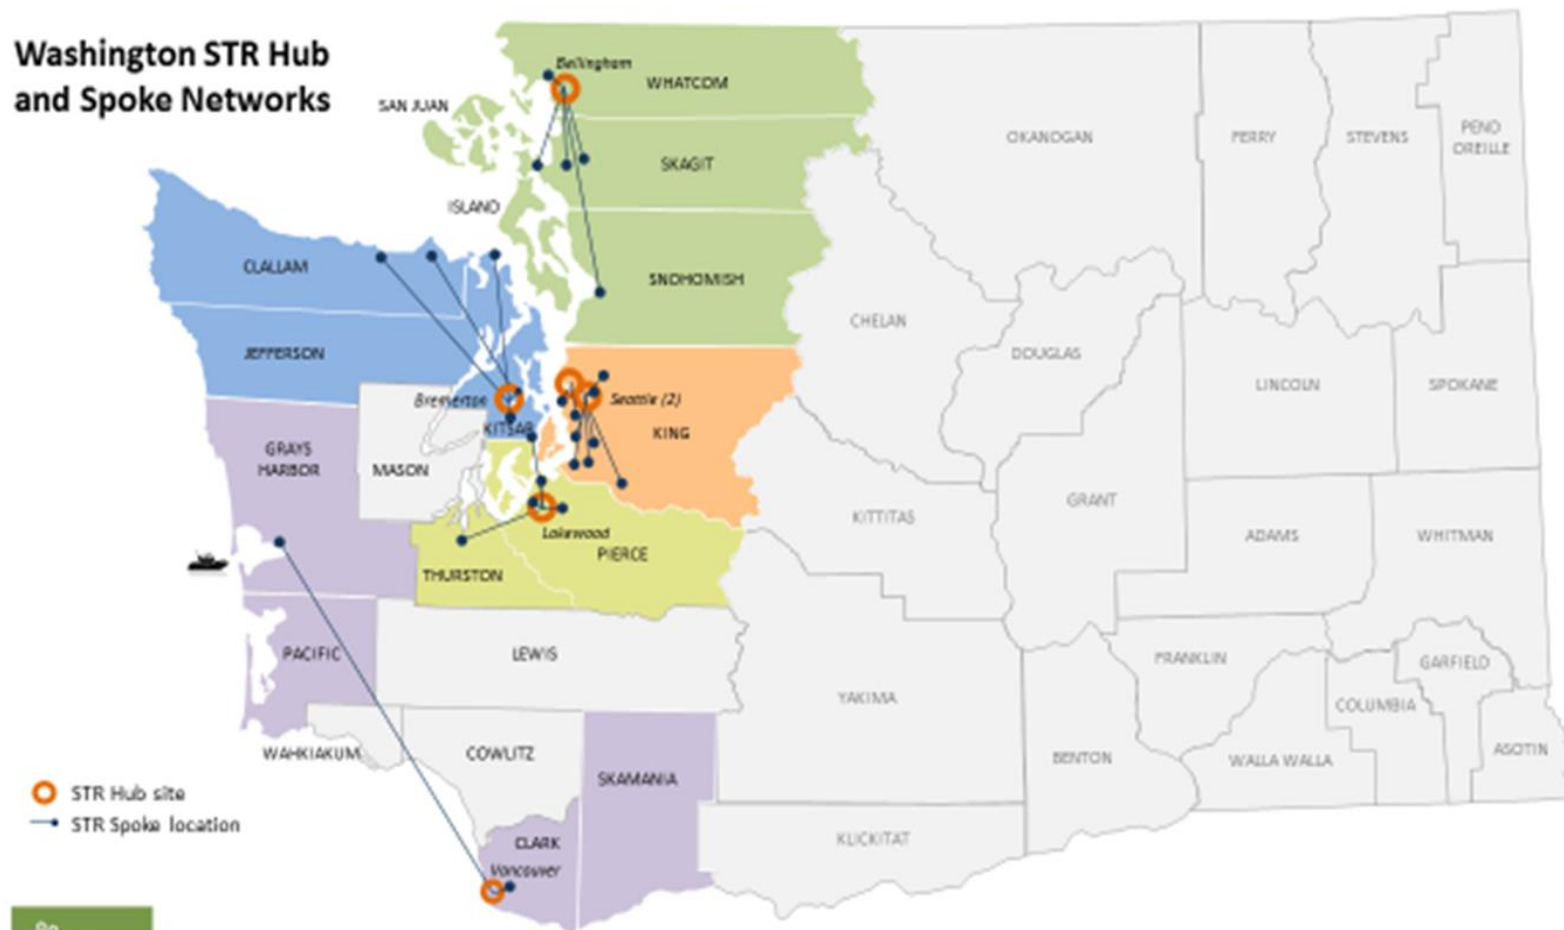 Washington STR Hub
and Spoke Networks
Bellingham
WHATCOM
SAN JUAN
SKAGIT
ISLAND
SNOHOMISH
CLALLAM
JEFFERSON
Bremerton
KITSAP
Seattle (2)
KING
GRAYS
HARBOR
MASON
Lakewood
PIERCE
THURSTON
PACIFIC
LEWIS
WAHKIAKUM
COWLITZ
SKAMANIA
CLARK
Vancouver
OKANOGAN
FERRY
STEVENS
PEND
OREILLE
CHELAN
DOUGLAS
LINCOLN
SPOKANE
GRANT
KITTITAS
ADAMS
WHITMAN
YAKIMA
FRANKLIN
GARFIELD
COLUMBIA
BENTON
WALLA WALLA
ASOTIN
KLICKITAT
STR Hub site
STR Spoke location